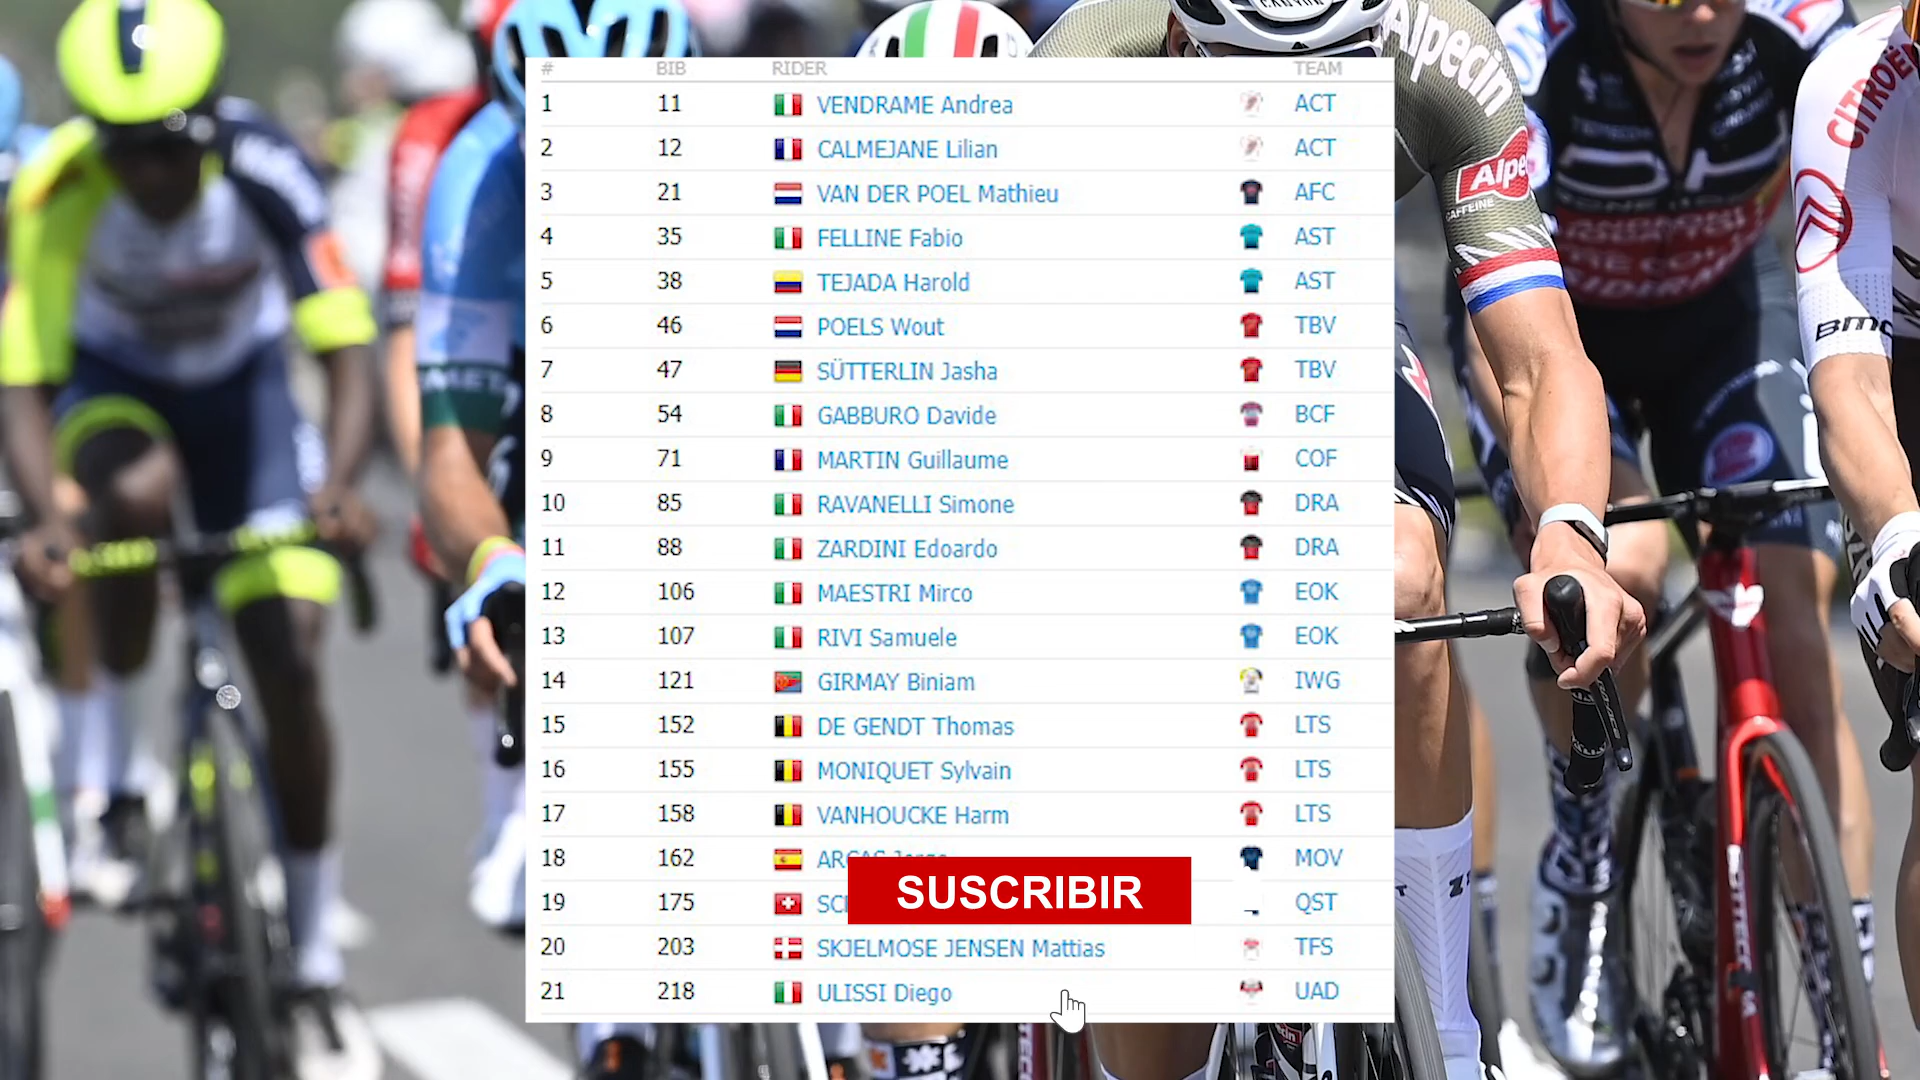 # BIB RIDER TEAM
1 11 VENDRAME Andrea ACT
2 12 CALMEJANE Lilian ACT
3 21 VAN DER POEL Mathieu AFC
4 35 FELLINE Fabio AST
5 38 TEJADA Harold AST
6 46 POELS Wout TBV
7 47 SÜTTERLIN Jasha TBV
8 54 GABBURO Davide BCF
9 71 MARTIN Guillaume COF
10 85 RAVANELLI Simone DRA
11 88 ZARDINI Edoardo DRA
12 106 MAESTRI Mirco EOK
13 107 RIVI Samuele EOK
14 121 GIRMAY Biniam IWG
15 152 DE GENDT Thomas LTS
16 155 MONIQUET Sylvain LTS
17 158 VANHOUCKE Harm LTS
18 162 MOV
19 175 QST
SUSCRIBIR
20 203 SKJELMOSE JENSEN Mattias TFS
21 218 ULISSI Diego UAD
Alpecin
Alpe
CAFFEINE
CITROË
BMC